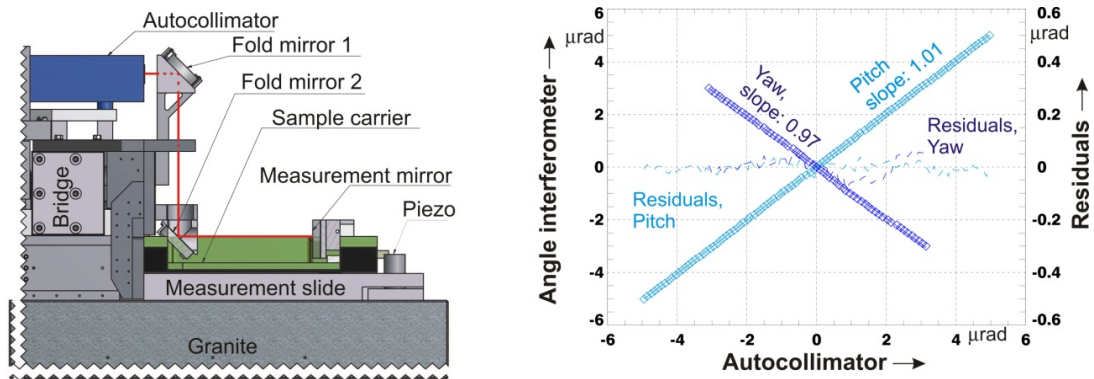 Autocollimator
Fold mirror 1
Fold mirror 2
Sample carrier
Measurement mirror
Piezo
Bridge
Measurement slide
Granite
6
μrad
4
2
0
-2
-4
-6
Angle interferometer
-6
-4
-2
0
2
4
μrad
6
Autocollimator
0.6
μrad
0.4
0.2
0
-0.2
-0.4
-0.6
Residuals
Yaw,
slope: 0.97
Pitch
slope: 1.01
Residuals,
Yaw
Residuals,
Pitch